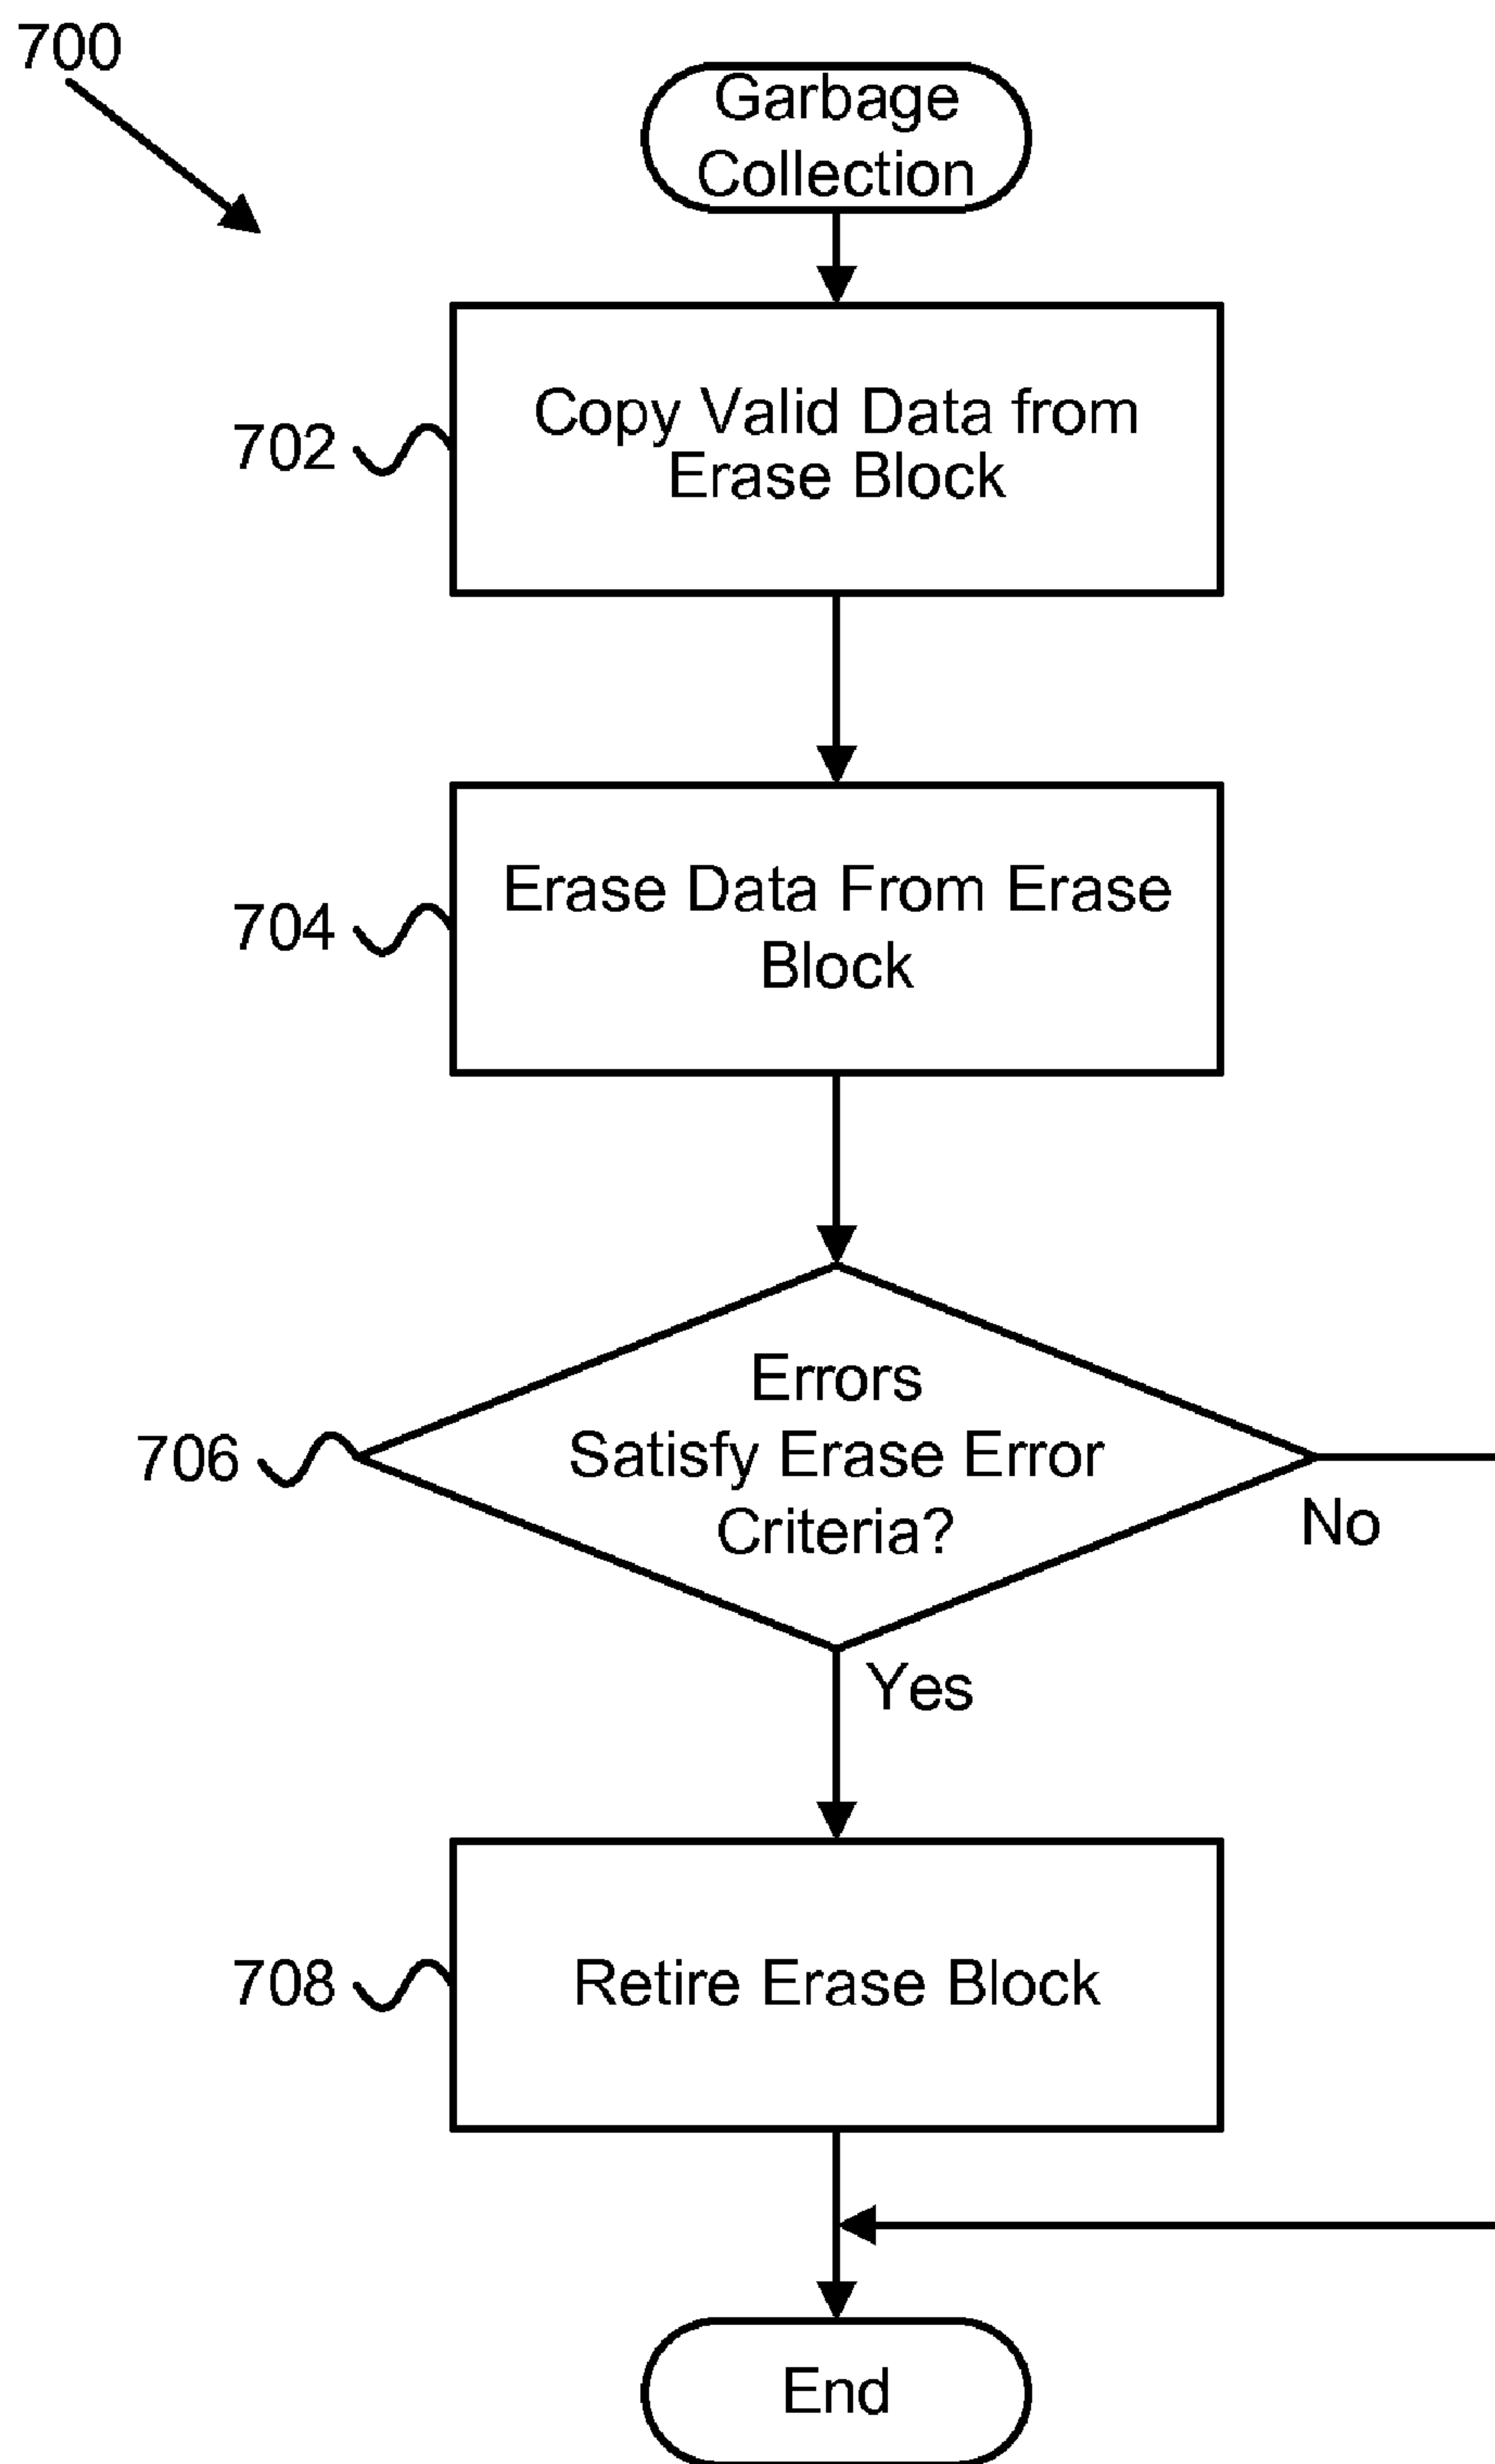 700
Garbage
Collection
702
Copy Valid Data from
Erase Block
704
Erase Data From Erase
Block
706
Errors
Satisfy Erase Error
Criteria?
No
Yes
708
Retire Erase Block
End